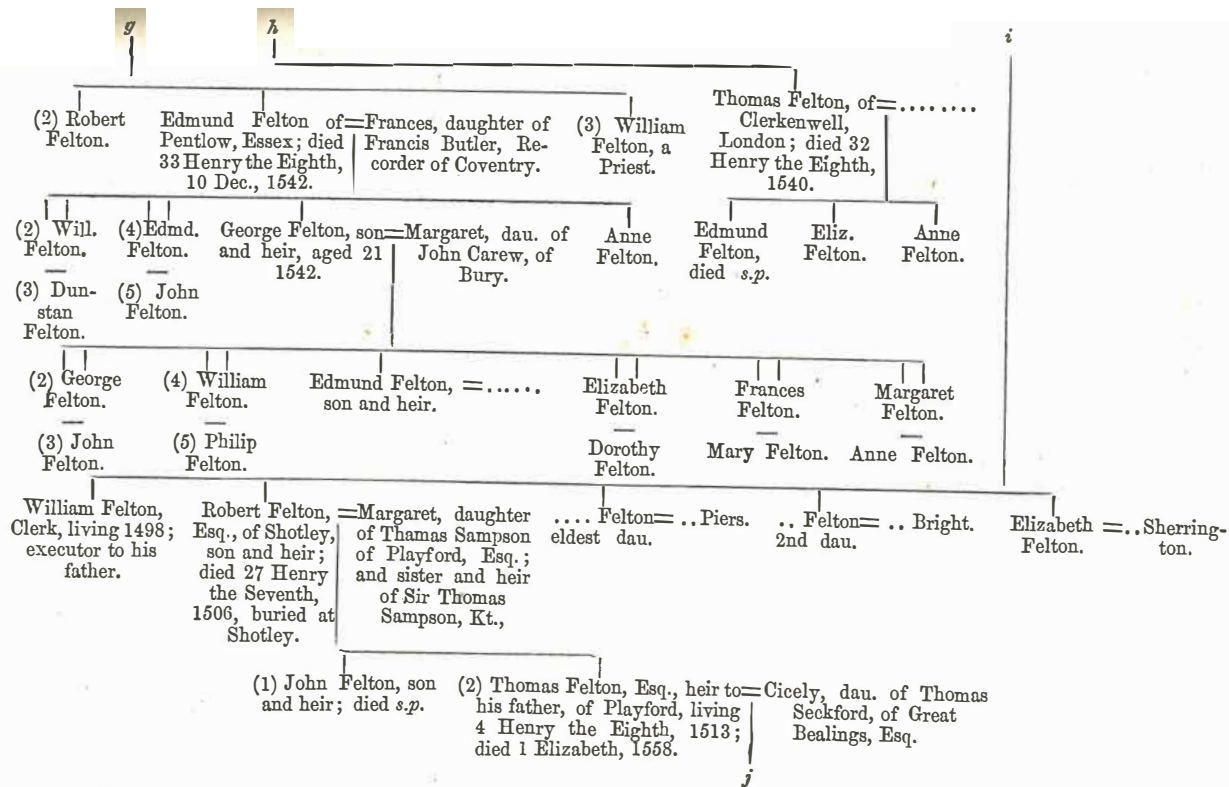 g
h
i
(2) Robert
Felton.
Edmund Felton of
Pentlow, Essex; died
33 Henry the Eighth,
10 Dec., 1542.
=Frances, daughter of
Francis Butler, Re-
corder of Coventry.
(3) William
Felton, a
Priest.
Thomas Felton, of=........
Clerkenwell,
London; died 32
Henry the Eighth,
1540.
(2) Will.
Felton.
—
(3) Dun-
stan
Felton.
(4) Edmd.
Felton.
—
(5) John
Felton.
George Felton, son
and heir, aged 21
1542.
=Margaret, dau. of
John Carew, of
Bury.
Anne
Felton.
Edmund
Felton,
died s.p.
Eliz.
Felton.
Anne
Felton.
(2) George
Felton.
—
(3) John
Felton.
(4) William
Felton.
—
(5) Philip
Felton.
Edmund Felton, =......
son and heir.
Elizabeth
Felton.
—
Dorothy
Felton.
Frances
Felton.
—
Mary Felton.
Margaret
Felton.
—
Anne Felton.
William Felton,
Clerk, living 1498;
executor to his
father.
Robert Felton,
Esq., of Shotley,
son and heir;
died 27 Henry
the Seventh,
1506, buried at
Shotley.
=Margaret, daughter
of Thamas Sampson
of Playford, Esq.;
and sister and heir
of Sir Thomas
Sampson, Kt.,
.... Felton= ..Piers.
eldest dau.
.. Felton= .. Bright.
2nd dau.
Elizabeth =..Sherring-
Felton. ton.
(1) John Felton, son
and heir; died s.p.
(2) Thomas Felton, Esq., heir to
his father, of Playford, living
4 Henry the Eighth, 1513;
died 1 Elizabeth, 1558.
=Cicely, dau. of Thomas
Seckford, of Great
Bealings, Esq.
j